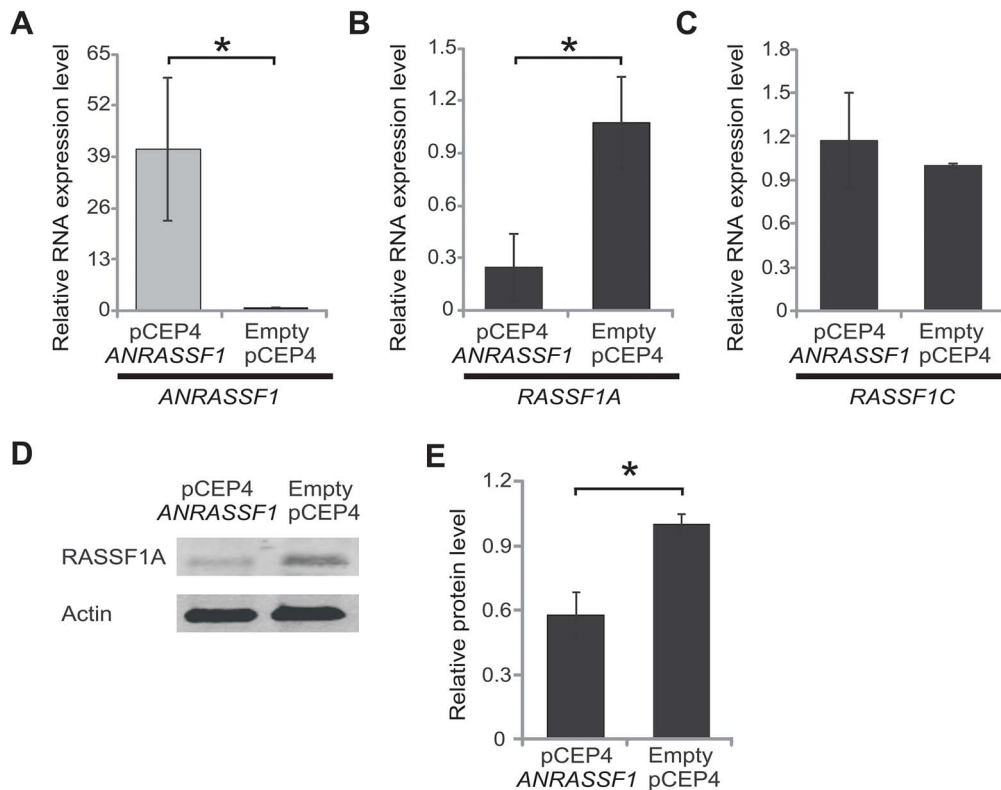 A
Relative RNA expression level
65
52
39
26
13
0
*
pCEP4
ANRASSF1
Empty
pCEP4
ANRASSF1
B
Relative RNA expression level
1.5
1.2
0.9
0.6
0.3
0
*
pCEP4
ANRASSF1
Empty
pCEP4
RASSF1A
C
Relative RNA expression level
1.8
1.5
1.2
0.9
0.3
0
pCEP4
ANRASSF1
Empty
pCEP4
RASSF1C
D
pCEP4
ANRASSF1
Empty
pCEP4
RASSF1A
Actin
E
Relative protein level
1.2
0.9
0.6
0.3
0
*
pCEP4
ANRASSF1
Empty
pCEP4